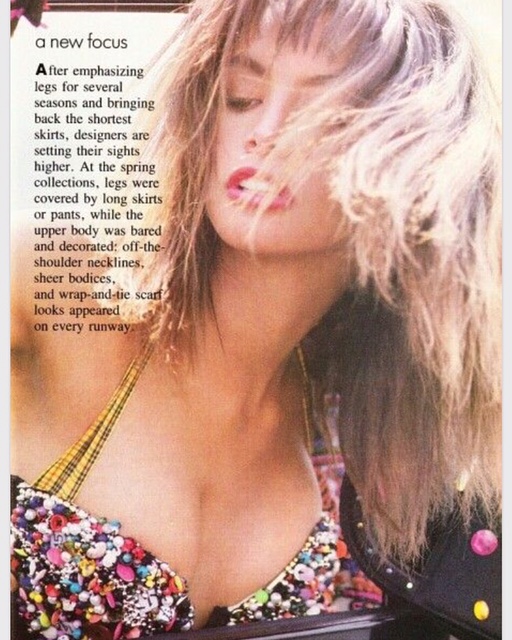 a new focus
After emphasizing
legs for several
seasons and bringing
back the shortest
skirts, designers are
setting their sights
higher. At the spring
collections, legs were
covered by long skirts
or pants, while the
upper body was bared
and decorated: off-the-
shoulder necklines,
sheer bodices,
and wrap-and-tie scarf
looks appeared
on every runway.